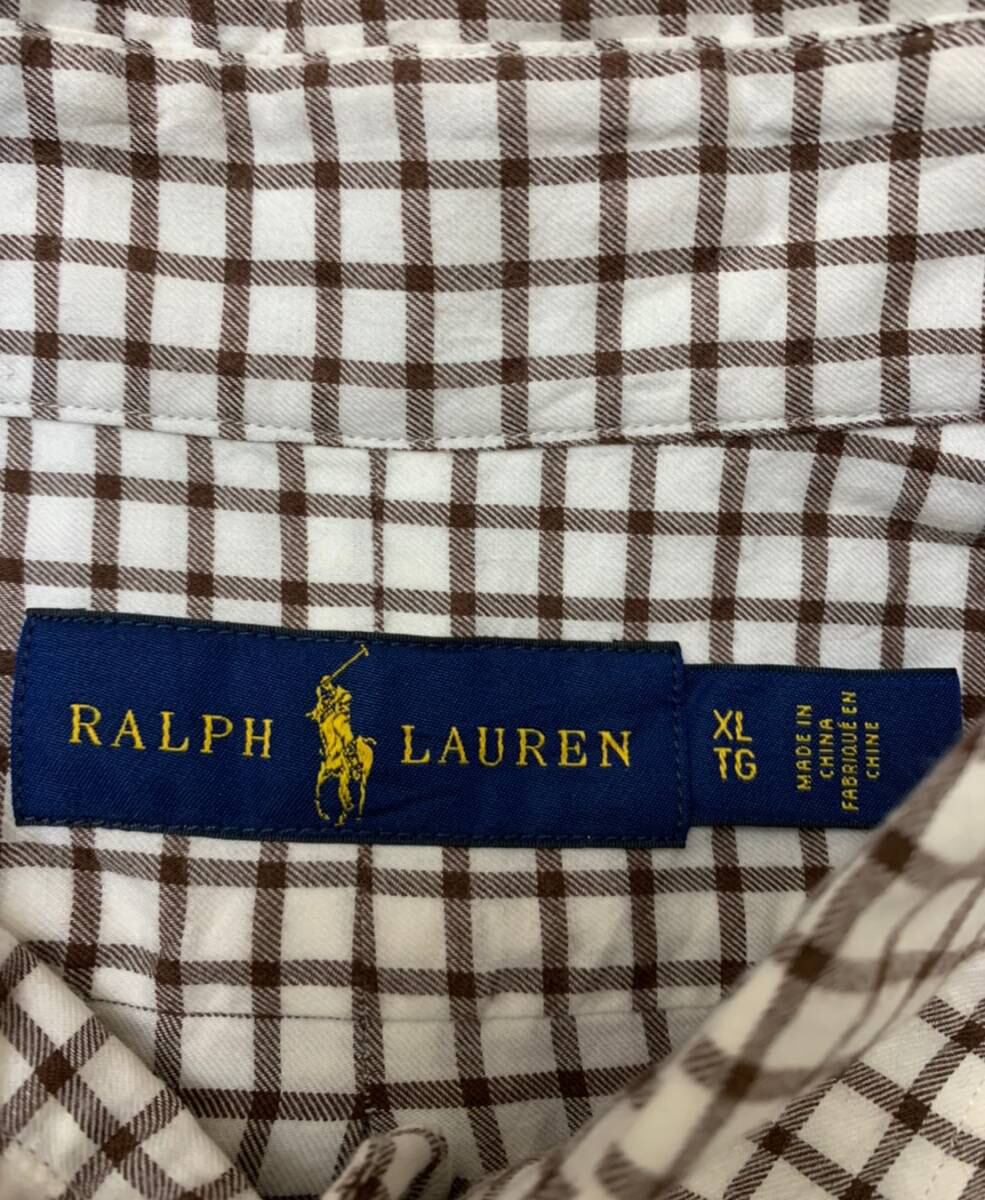 RALPH LAUREN
XL
TG
MADE IN
CHINA
FABRIQUÉ EN
CHINE